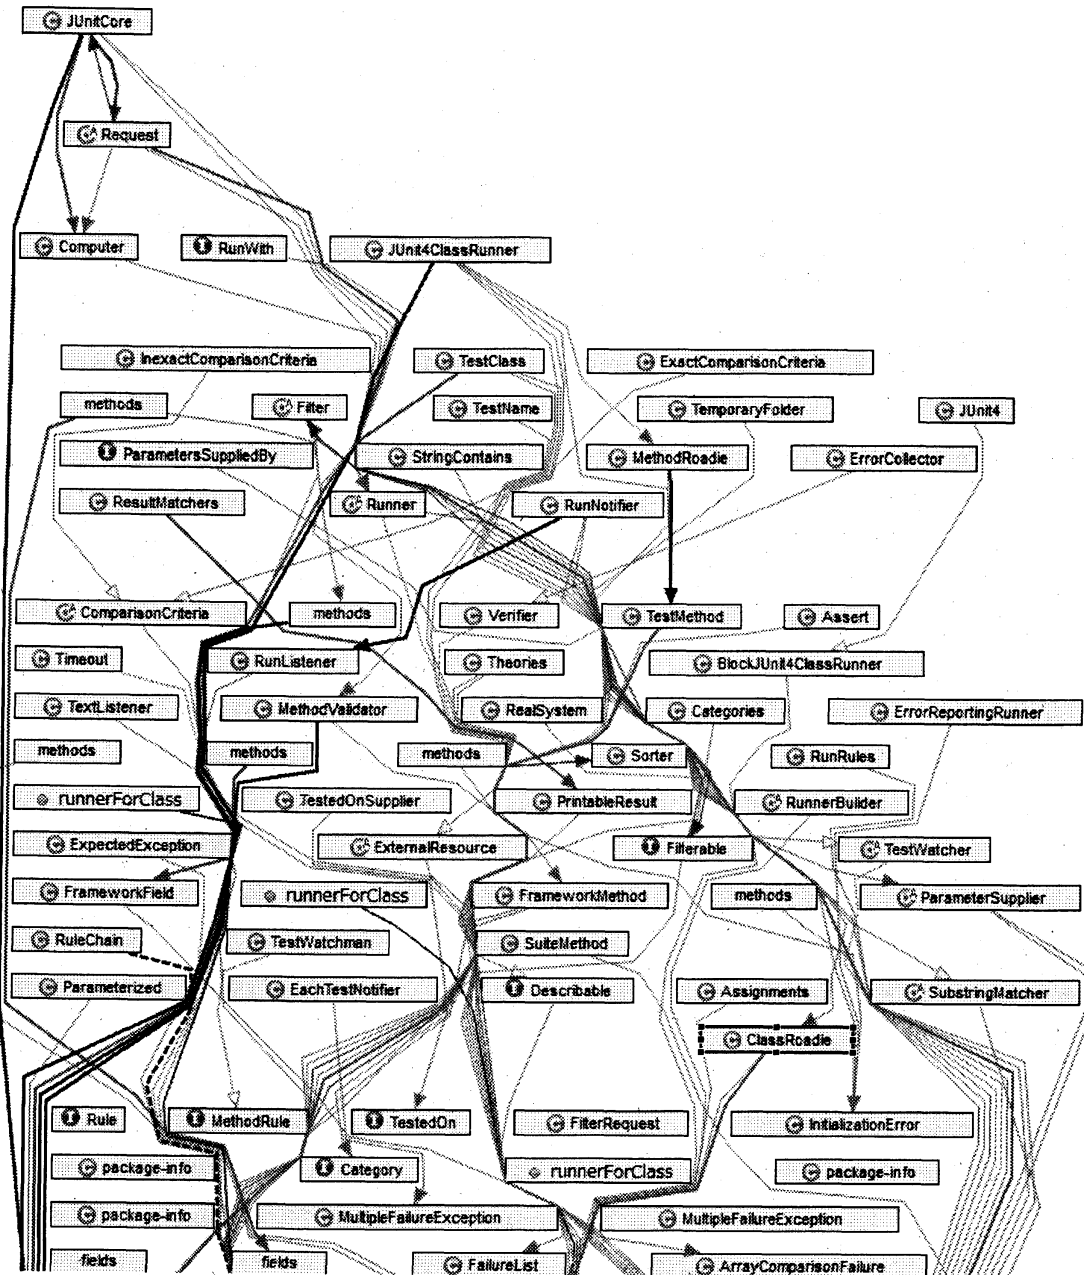 JUnitCore
Request
Computer
RunWith
JUnit4ClassRunner
InexactComparisonCriteria
TestClass
ExactComparisonCriteria
methods
Filter
TestName
TemporaryFolder
JUnit4
ParametersSuppliedBy
StringContains
MethodRoadie
ErrorCollector
ResultMatchers
Runner
RunNotifier
ComparisonCriteria
methods
Verifier
TestMethod
Assert
Timeout
RunListener
Theories
BlockJUnit4ClassRunner
TextListener
MethodValidator
RealSystem
Categories
ErrorReportingRunner
methods
methods
methods
Sorter
RunRules
runnerForClass
TestedOnSupplier
PrintableResult
RunnerBuilder
ExpectedException
ExternalResource
Filterable
TestWatcher
FrameworkField
runnerForClass
FrameworkMethod
methods
ParameterSupplier
RuleChain
TestWatchman
SuiteMethod
Parameterized
EachTestNotifier
Describable
Assignments
SubstringMatcher
ClassRoadie
Rule
MethodRule
TestedOn
FilterRequest
InitializationError
package-info
Category
runnerForClass
package-info
package-info
MultipleFailureException
MultipleFailureException
fields
fields
FailureList
ArrayComparisonFailure